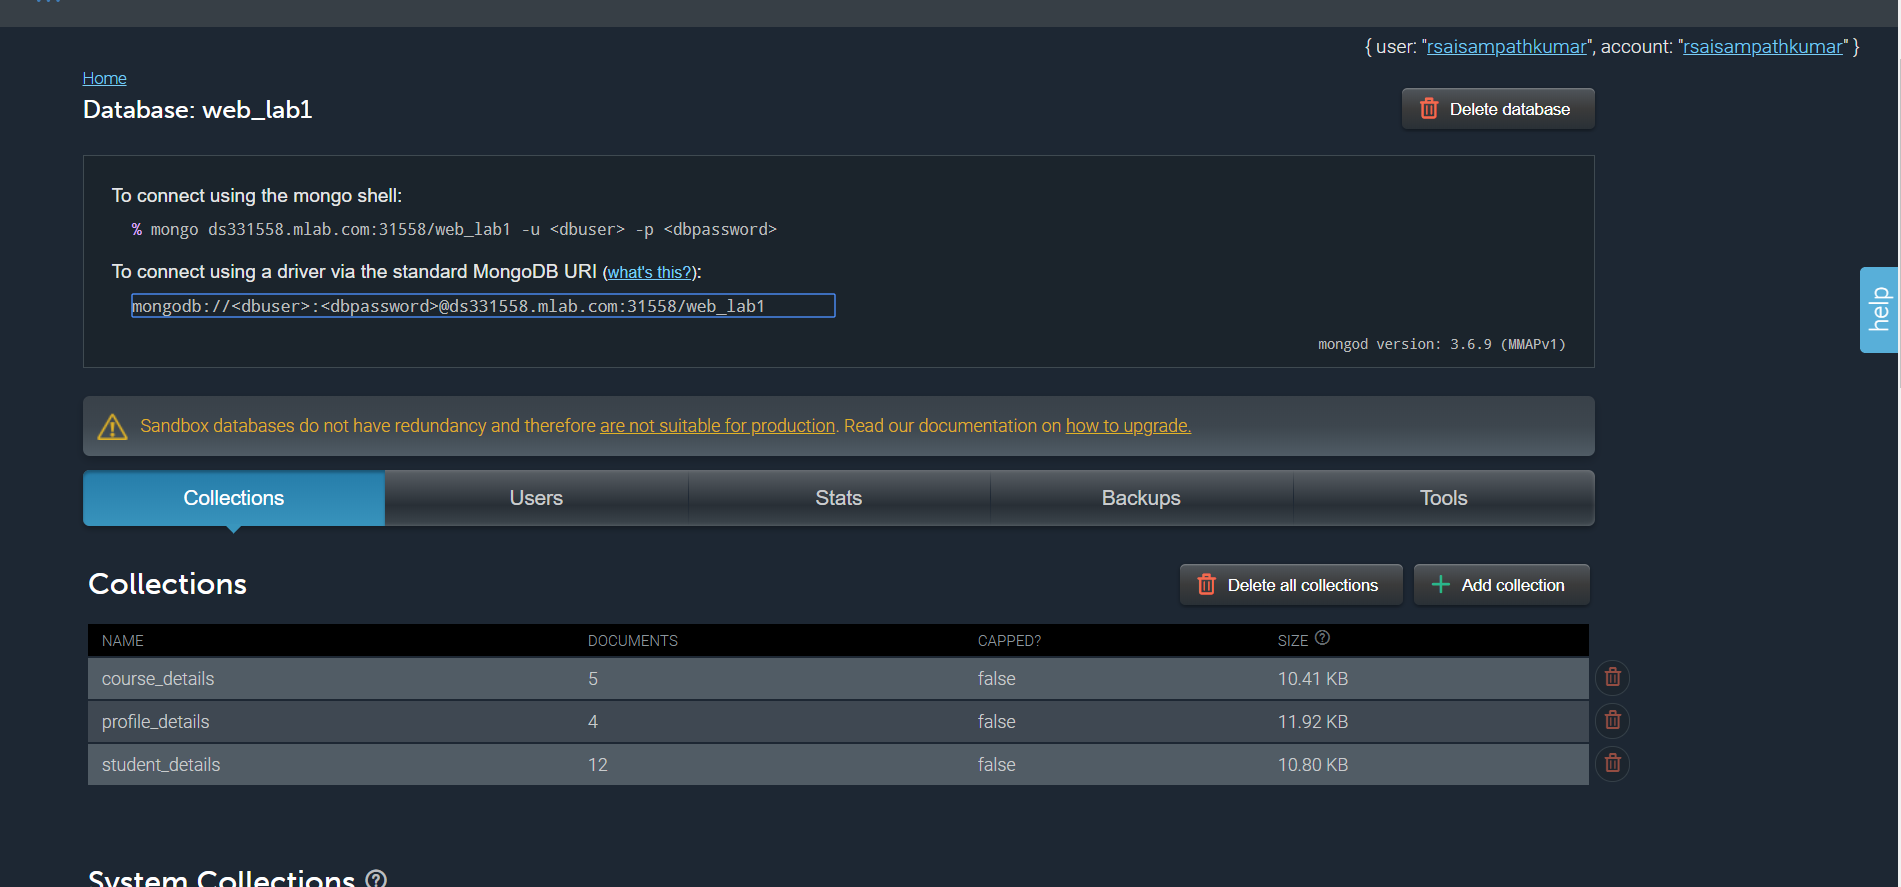 { user: "rsaisampathkumar", account: "rsaisampathkumar" }
Home
Database: web_lab1
Delete database
To connect using the mongo shell:
% mongo ds331558.mlab.com:31558/web_lab1 -u <dbuser> -p <dbpassword>
To connect using a driver via the standard MongoDB URI (what's this?):
mongodb://<dbuser>:<dbpassword>@ds331558.mlab.com:31558/web_lab1
mongod version: 3.6.9 (MMAPv1)
help
Sandbox databases do not have redundancy and therefore are not suitable for production. Read our documentation on how to upgrade.
Collections Users Stats Backups Tools
Collections
Delete all collections
Add collection
NAME DOCUMENTS CAPPED? SIZE ?
course_details 5 false 10.41 KB
profile_details 4 false 11.92 KB
student_details 12 false 10.80 KB
System Collections ?